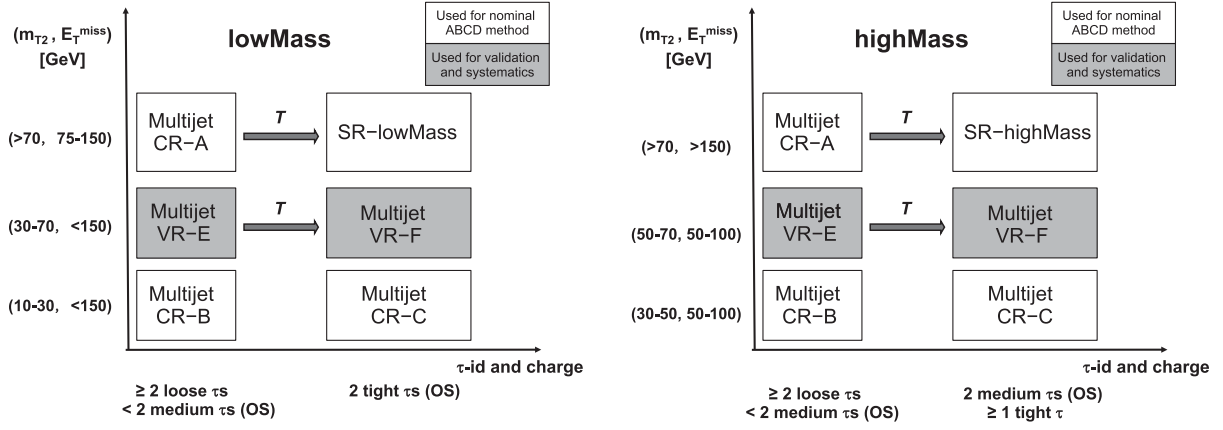 (mT2 , ETmiss)
[GeV]
lowMass
Used for nominal
ABCD method
Used for validation
and systematics
(>70, 75-150)
Multijet
CR−A
T
SR−lowMass
(30-70, <150)
Multijet
VR−E
T
Multijet
VR−F
(10-30, <150)
Multijet
CR−B
Multijet
CR−C
τ-id and charge
≥ 2 loose τs
< 2 medium τs (OS)
2 tight τs (OS)
(mT2 , ETmiss)
[GeV]
highMass
Used for nominal
ABCD method
Used for validation
and systematics
(>70, >150)
Multijet
CR−A
T
SR−highMass
(50-70, 50-100)
Multijet
VR−E
T
Multijet
VR−F
(30-50, 50-100)
Multijet
CR−B
Multijet
CR−C
τ-id and charge
≥ 2 loose τs
< 2 medium τs (OS)
2 medium τs (OS)
≥ 1 tight τ